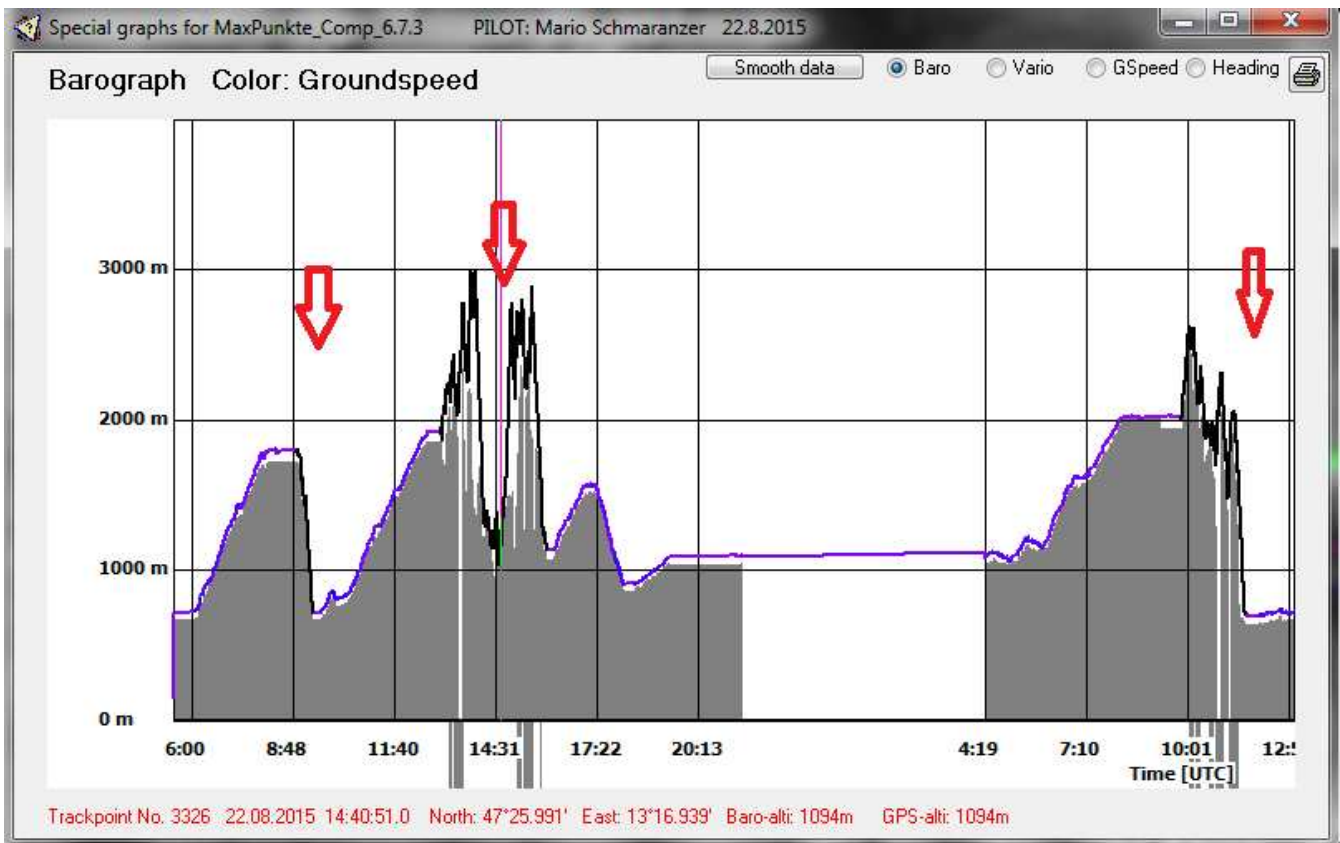 Special graphs for MaxPunkte_Comp_6.7.3 PILOT: Mario Schmaranzer 22.8.2015
Barograph Color: Groundspeed
Smooth data Baro Vario GSpeed Heading
3000 m
2000 m
1000 m
0 m
6:00 8:48 11:40 14:31 17:22 20:13 4:19 7:10 10:01
Time [UTC]
Trackpoint No. 3326 22.08.2015 14:40:51.0 North: 47°25.991' East: 13°16.939' Baro-alti: 1094m GPS-alti: 1094m